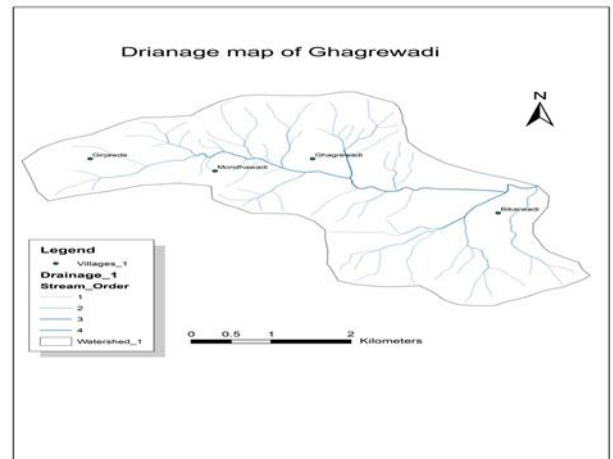 Drianage map of Ghagrewadi
N
Girjawde
Mondhawadi
Ghagrewadi
Bikarwadi
Legend
Villages_1
Drainage_1
Stream_Order
1
2
3
4
Watershed_1
0 0.5 1 2
Kilometers